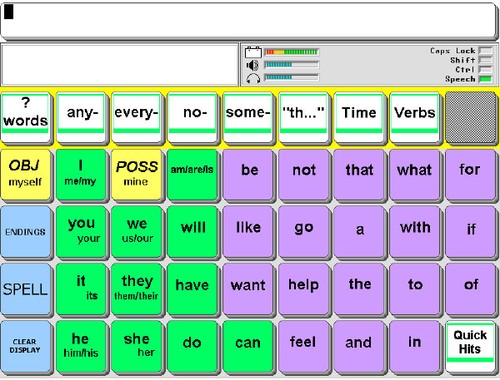 Caps Lock
Shift
Ctrl
Speech
? words any- every- no- some- "th..." Time Verbs
OBJ myself I me/my POSS mine am/are/is be not that what for
ENDINGS you your we us/our will like go a with if
SPELL it its they them/their have want help the to of
CLEAR DISPLAY he him/his she her do can feel and in Quick Hits